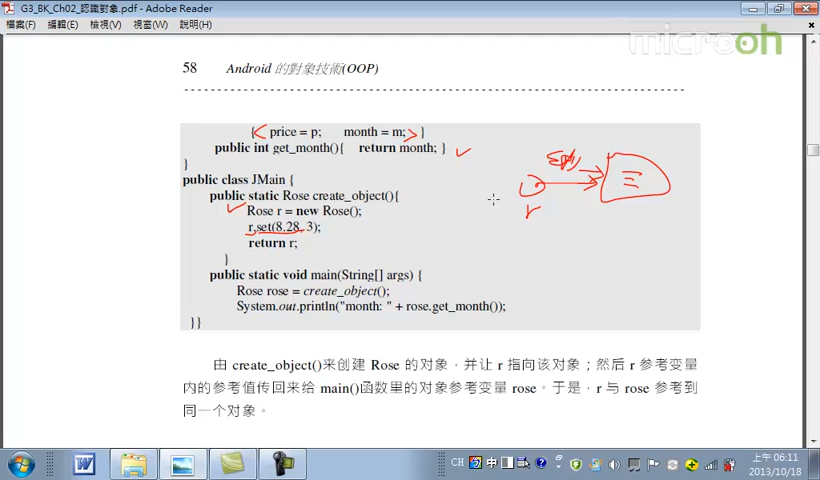 G3_BK_Ch02_認識對象.pdf - Adobe Reader
檔案(F) 編輯(E) 檢視(V) 視窗(W) 說明(H)
microoh
58 Android 的對象技術(OOP)
{ price = p; month = m; }
public int get_month(){ return month; }
}
public class JMain {
public static Rose create_object(){
Rose r = new Rose();
r.set(8.28, 3);
return r;
}
public static void main(String[] args) {
Rose rose = create_object();
System.out.println("month: " + rose.get_month());
}}
r
由 create_object()来创建 Rose 的对象，并让 r 指向该对象；然后 r 参考变量
内的参考值传回来给 main()函数里的对象参考变量 rose。于是，r 与 rose 参考到
同一个对象。
CH 中
上午 06:11
2013/10/18